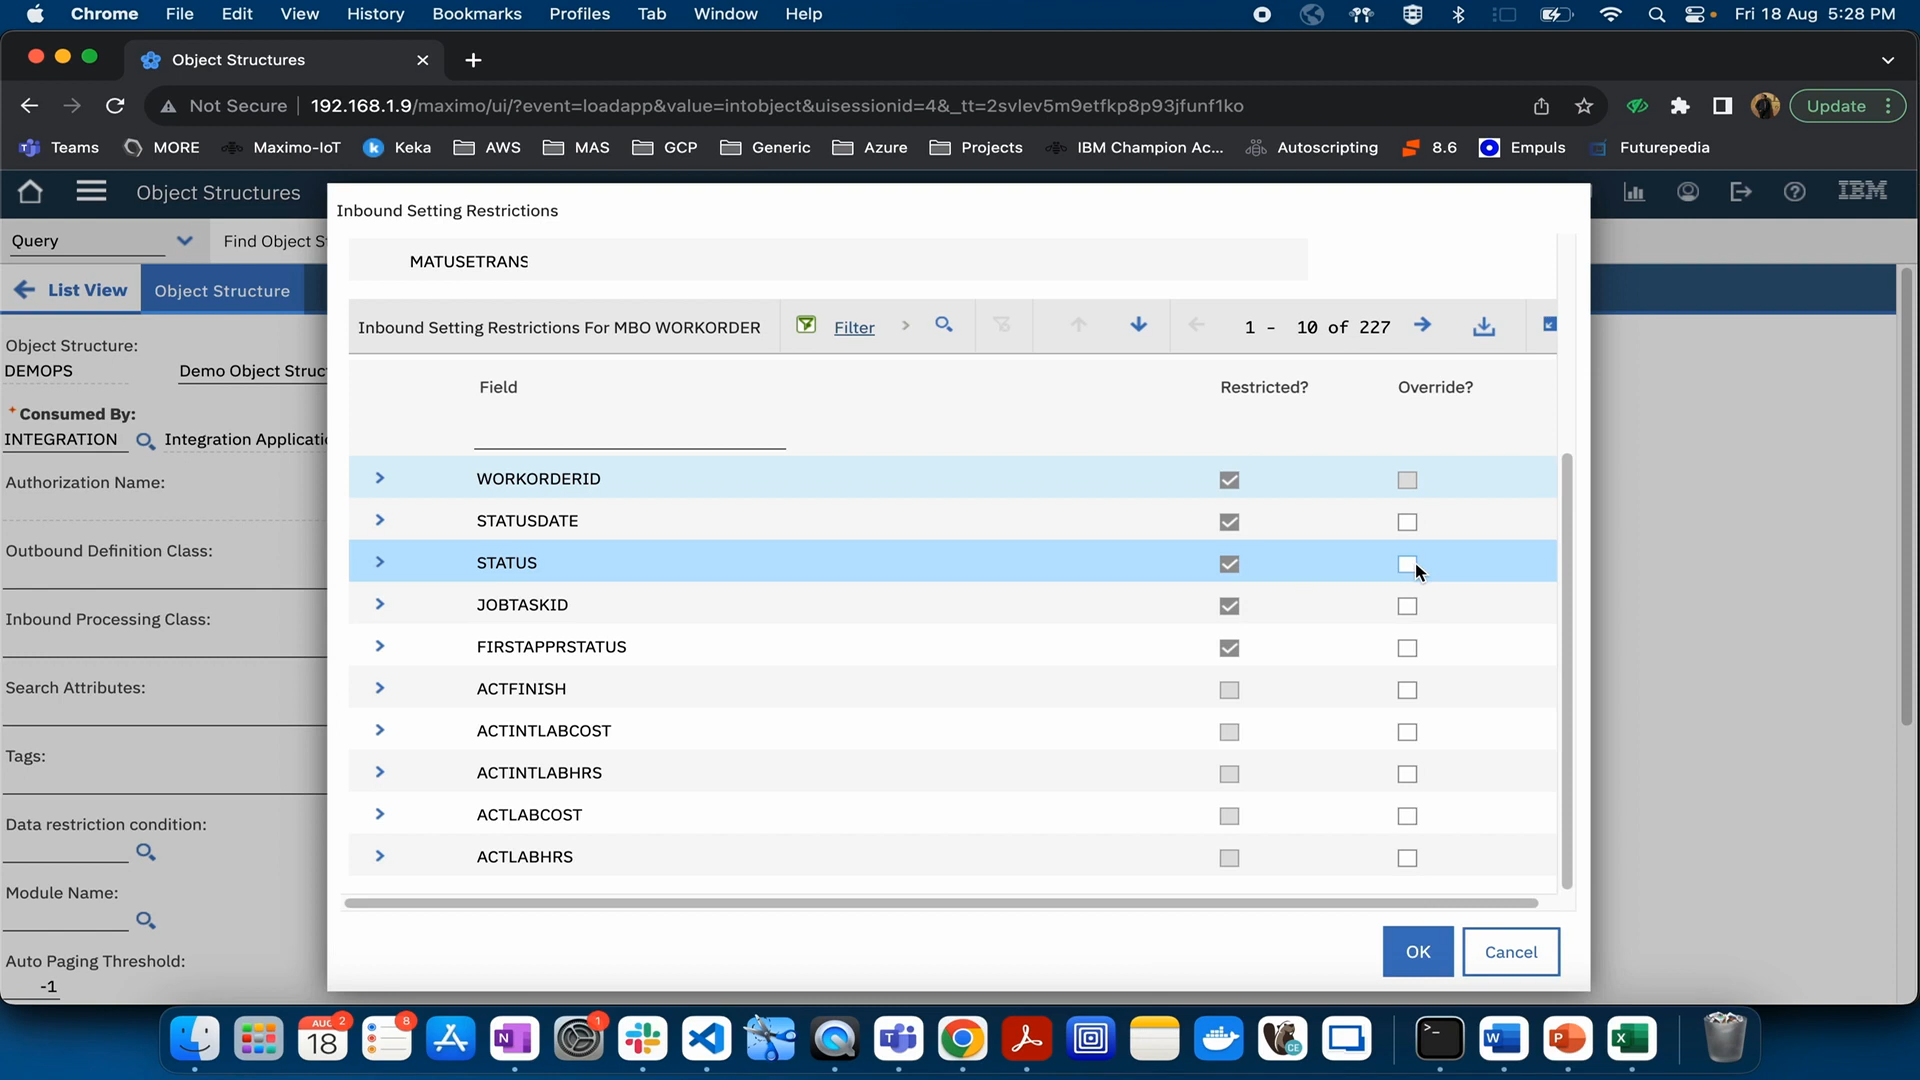 Chrome File Edit View History Bookmarks Profiles Tab Window Help Fri 18 Aug 5:28 PM
Object Structures
Not Secure 192.168.1.9/maximo/ui/?event=loadapp&value=intobject&uisessionid=4&_tt=2svlev5m9etfkp8p93jfunf1ko Update
Teams MORE Maximo-IoT Keka AWS MAS GCP Generic Azure Projects IBM Champion Ac... Autoscripting 8.6 Empuls Futurepedia
Object Structures IBM
Inbound Setting Restrictions
Query Find Object S
MATUSETRANS
List View Object Structure
Inbound Setting Restrictions For MBO WORKORDER Filter 1 - 10 of 227
Object Structure:
DEMOPS Demo Object Struc
Field Restricted? Override?
* Consumed By:
INTEGRATION Integration Applicati
WORKORDERID
Authorization Name:
STATUSDATE
Outbound Definition Class:
STATUS
JOBTASKID
Inbound Processing Class:
FIRSTAPPRSTATUS
Search Attributes:
ACTFINISH
ACTINTLABCOST
Tags:
ACTINTLABHRS
ACTLABCOST
Data restriction condition:
ACTLABHRS
Module Name:
OK Cancel
Auto Paging Threshold:
-1
AUG 2
18
8
N
1
CE
W
P
X